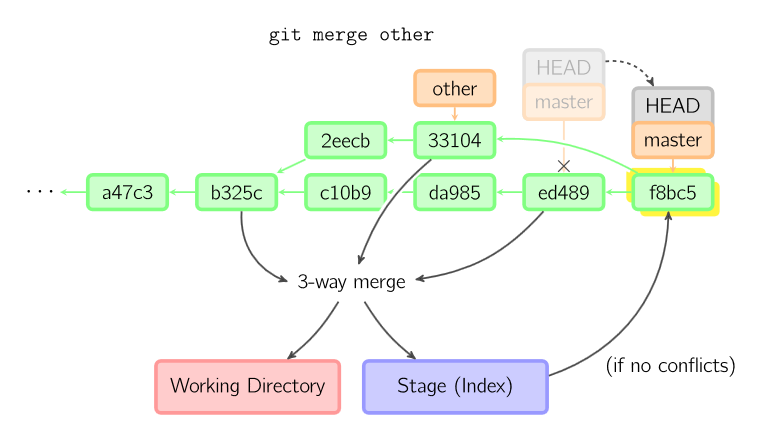 git merge other
HEAD
master
other
HEAD
master
2eecb
33104
... a47c3
b325c
c10b9
da985
ed489
f8bc5
3-way merge
(if no conflicts)
Working Directory
Stage (Index)